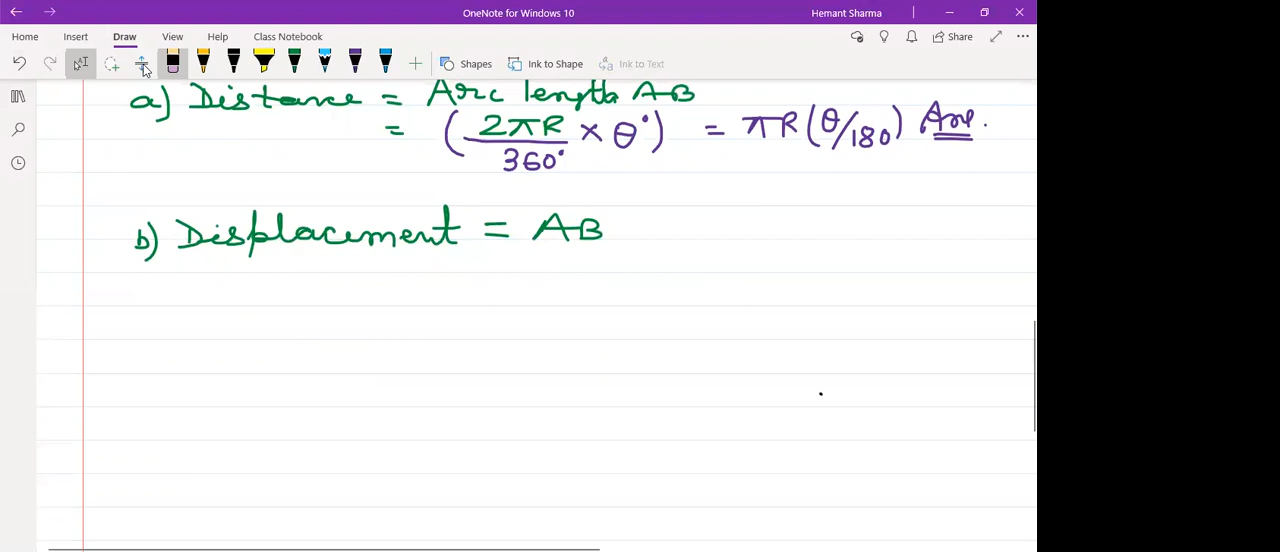 OneNote for Windows 10
Hemant Sharma
Home Insert Draw View Help Class Notebook Share
Shapes Ink to Shape Ink to Text
a) Distance = Arc length AB
= (2πR/360° × θ°) = πR(θ/180) Ans.
b) Displacement = AB